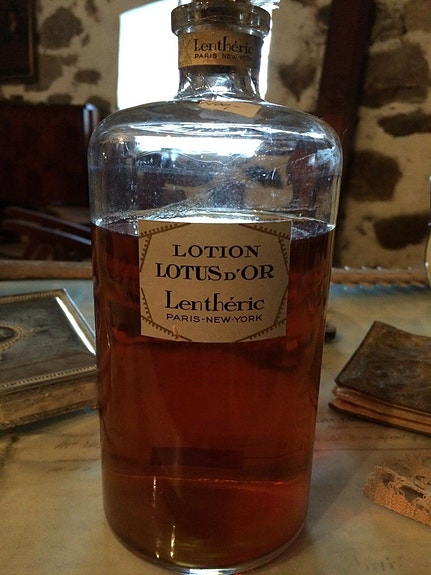 Lenthéric
PARIS NEW-YORK
LOTION
LOTUS D'OR
Lenthéric
PARIS-NEW-YORK